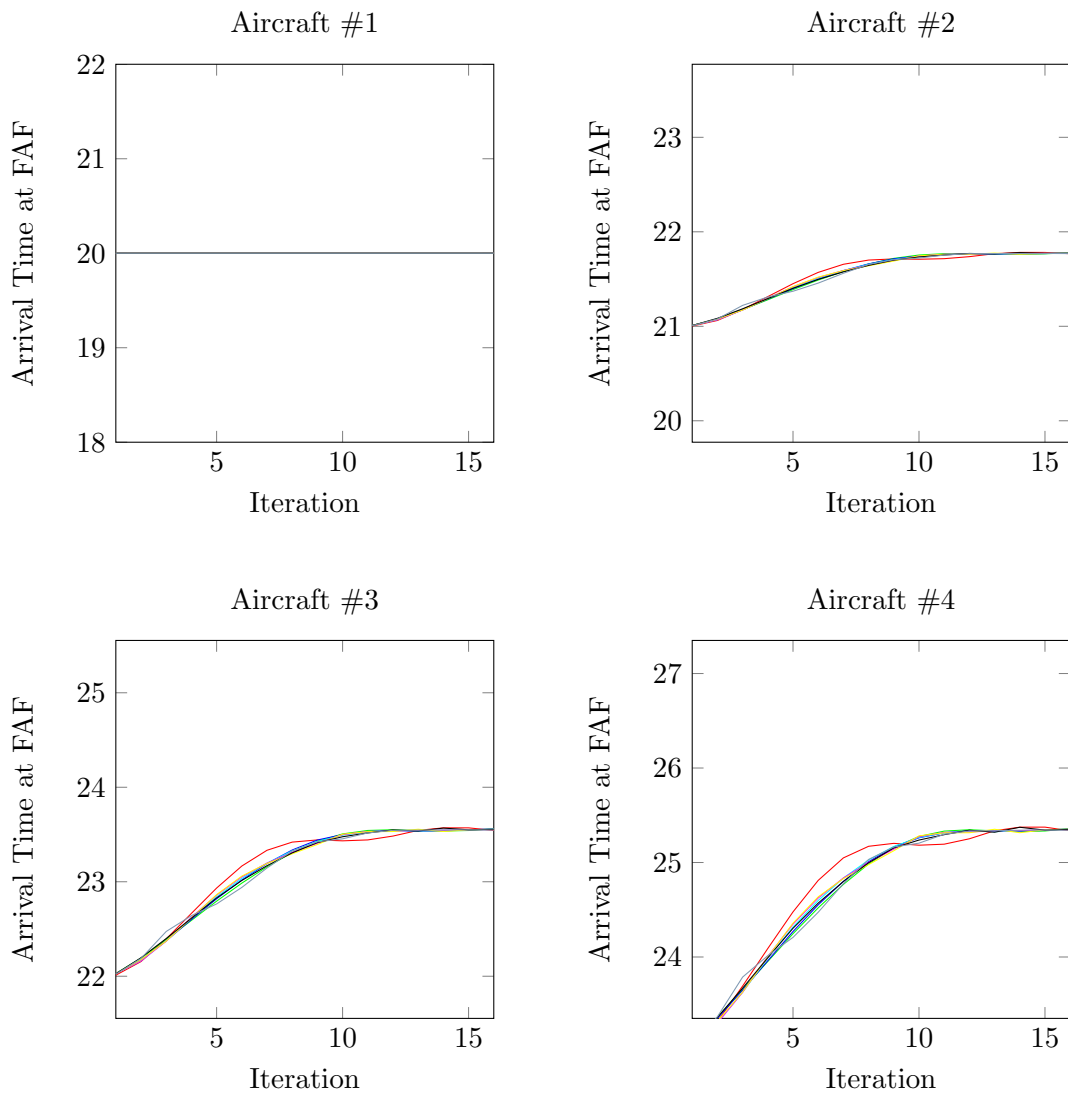 Aircraft #1
22
21
20
19
18
5 10 15
Iteration
Arrival Time at FAF
Aircraft #2
23
22
21
20
5 10 15
Iteration
Arrival Time at FAF
Aircraft #3
25
24
23
22
5 10 15
Iteration
Arrival Time at FAF
Aircraft #4
27
26
25
24
5 10 15
Iteration
Arrival Time at FAF